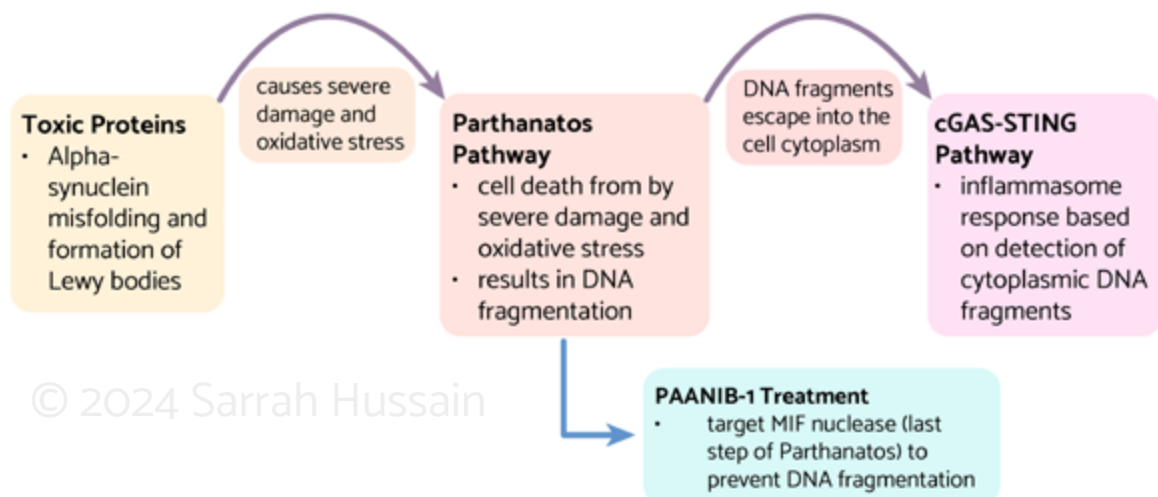 Toxic Proteins
• Alpha-
synuclein
misfolding and
formation of
Lewy bodies
causes severe
damage and
oxidative stress
Parthanatos
Pathway
• cell death from by
severe damage and
oxidative stress
• results in DNA
fragmentation
DNA fragments
escape into the
cell cytoplasm
cGAS-STING
Pathway
• inflammasome
response based
on detection of
cytoplasmic DNA
fragments
PAANIB-1 Treatment
• target MIF nuclease (last
step of Parthanatos) to
prevent DNA fragmentation
© 2024 Sarrah Hussain